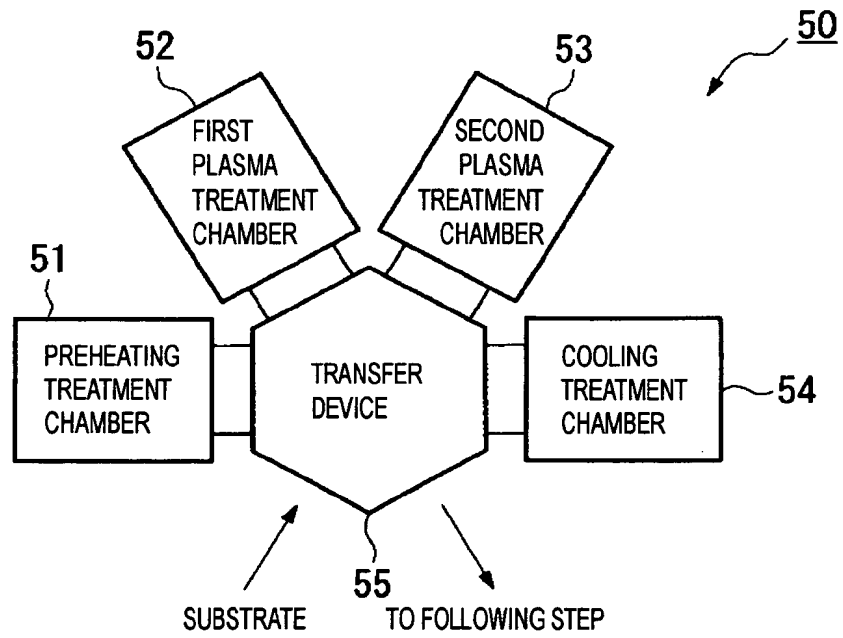 50
52
53
FIRST
PLASMA
TREATMENT
CHAMBER
SECOND
PLASMA
TREATMENT
CHAMBER
51
PREHEATING
TREATMENT
CHAMBER
TRANSFER
DEVICE
COOLING
TREATMENT
CHAMBER
54
55
SUBSTRATE
TO FOLLOWING STEP